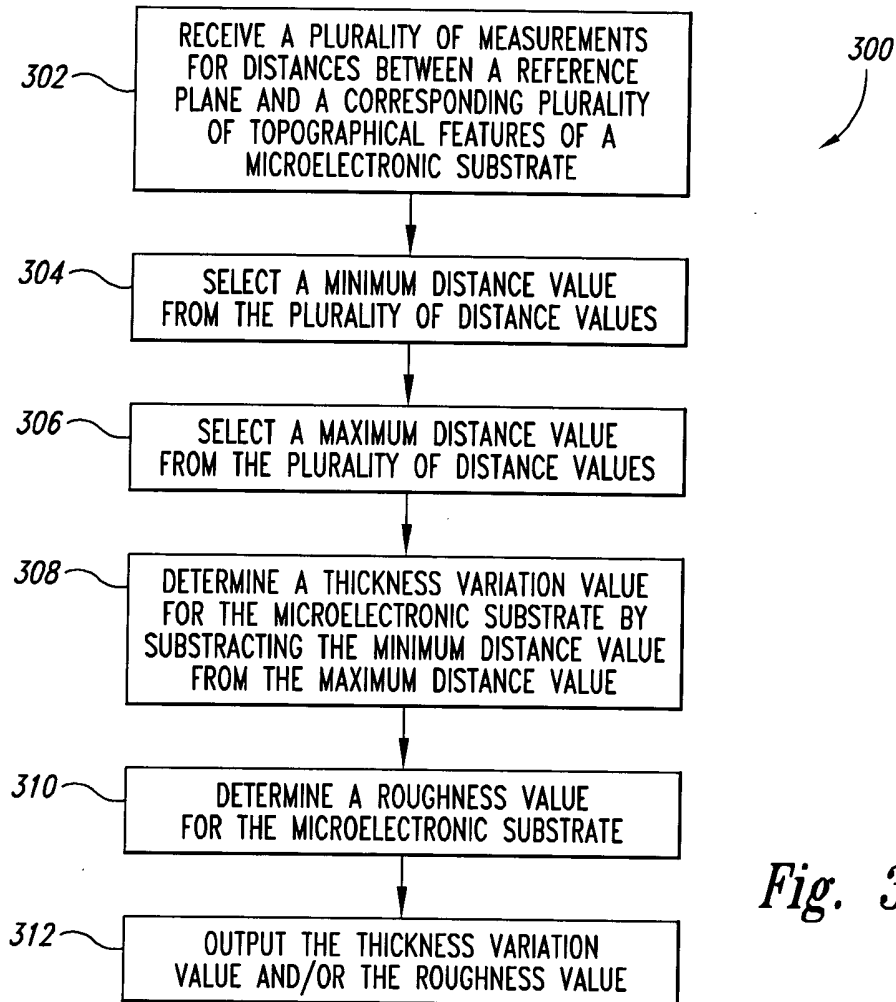 300
302
RECEIVE A PLURALITY OF MEASUREMENTS
FOR DISTANCES BETWEEN A REFERENCE
PLANE AND A CORRESPONDING PLURALITY
OF TOPOGRAPHICAL FEATURES OF A
MICROELECTRONIC SUBSTRATE
304
SELECT A MINIMUM DISTANCE VALUE
FROM THE PLURALITY OF DISTANCE VALUES
306
SELECT A MAXIMUM DISTANCE VALUE
FROM THE PLURALITY OF DISTANCE VALUES
308
DETERMINE A THICKNESS VARIATION VALUE
FOR THE MICROELECTRONIC SUBSTRATE BY
SUBSTRACTING THE MINIMUM DISTANCE VALUE
FROM THE MAXIMUM DISTANCE VALUE
310
DETERMINE A ROUGHNESS VALUE
FOR THE MICROELECTRONIC SUBSTRATE
312
OUTPUT THE THICKNESS VARIATION
VALUE AND/OR THE ROUGHNESS VALUE
Fig. 3